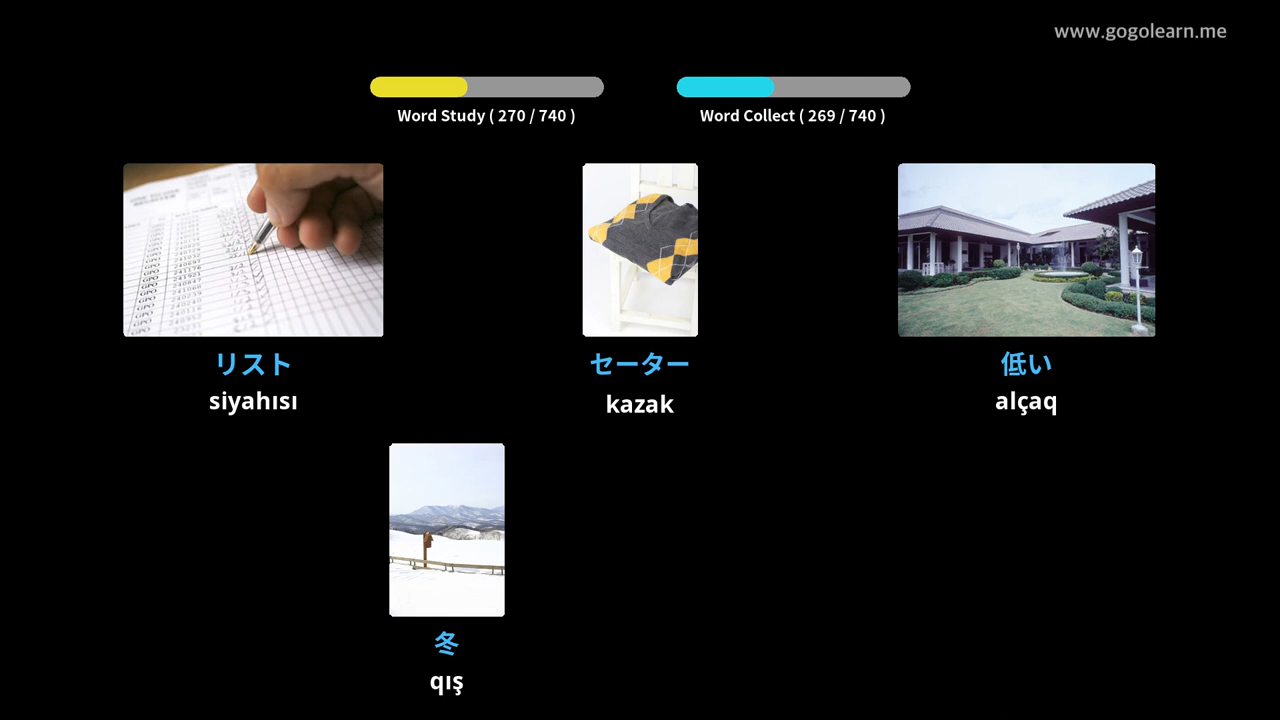 www.gogolearn.me
Word Study ( 270 / 740 )
Word Collect ( 269 / 740 )
リスト
siyahısı
セーター
kazak
低い
alçaq
冬
qış